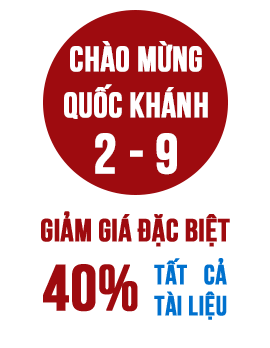 CHÀO MỪNG
QUỐC KHÁNH
2 - 9
GIẢM GIÁ ĐẶC BIỆT
40% TẤT CẢ
TÀI LIỆU